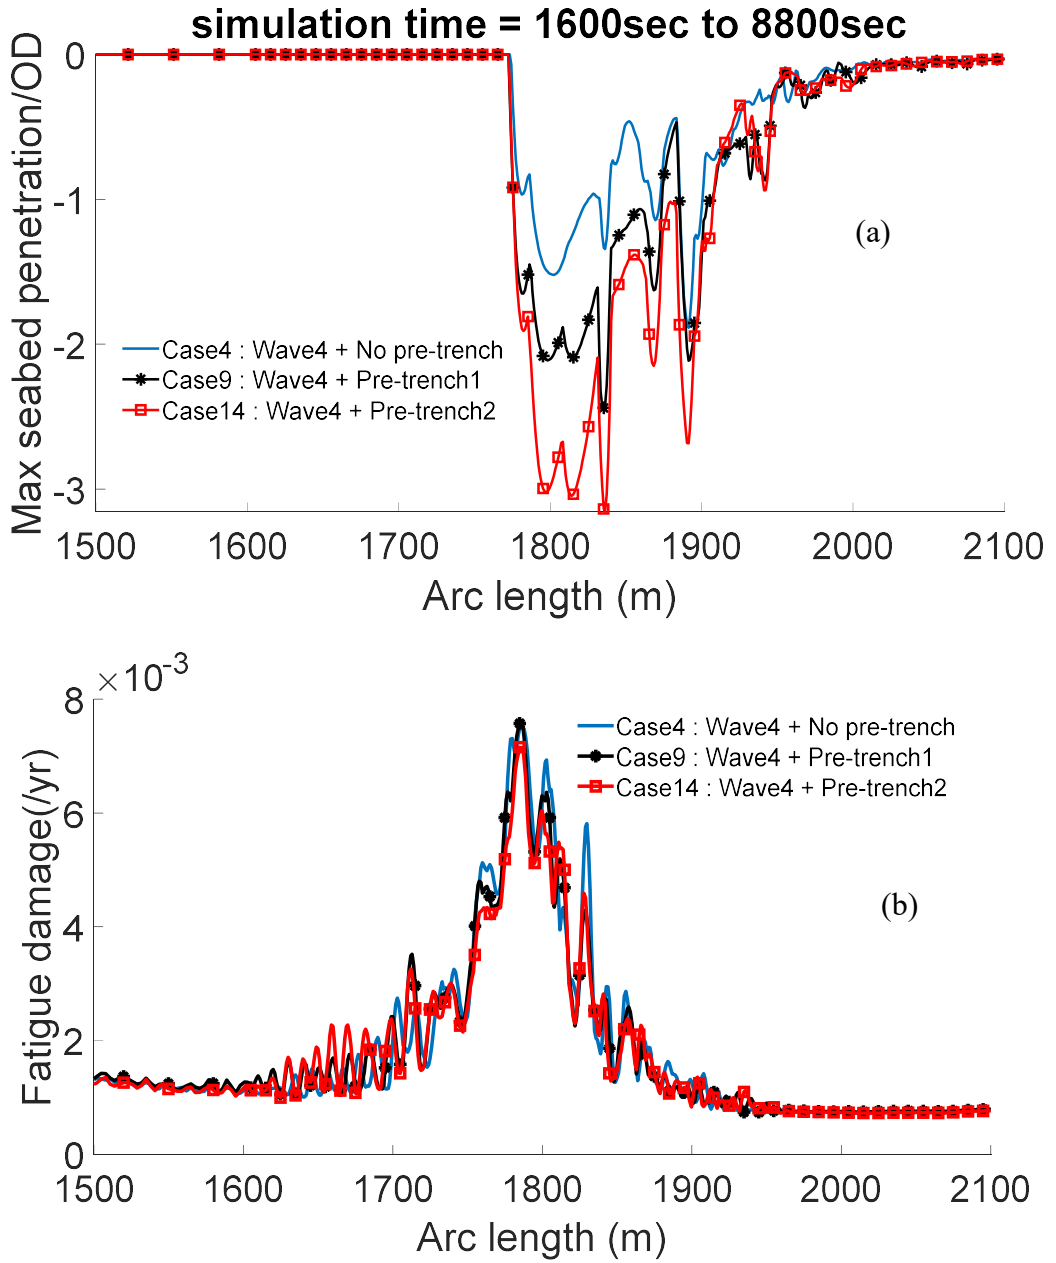 simulation time = 1600sec to 8800sec
Max seabed penetration/OD
0
-1
-2
-3
(a)
Case4 : Wave4 + No pre-trench
Case9 : Wave4 + Pre-trench1
Case14 : Wave4 + Pre-trench2
1500 1600 1700 1800 1900 2000 2100
Arc length (m)
×10-3
Fatigue damage(/yr)
8
6
4
2
0
Case4 : Wave4 + No pre-trench
Case9 : Wave4 + Pre-trench1
Case14 : Wave4 + Pre-trench2
(b)
1500 1600 1700 1800 1900 2000 2100
Arc length (m)